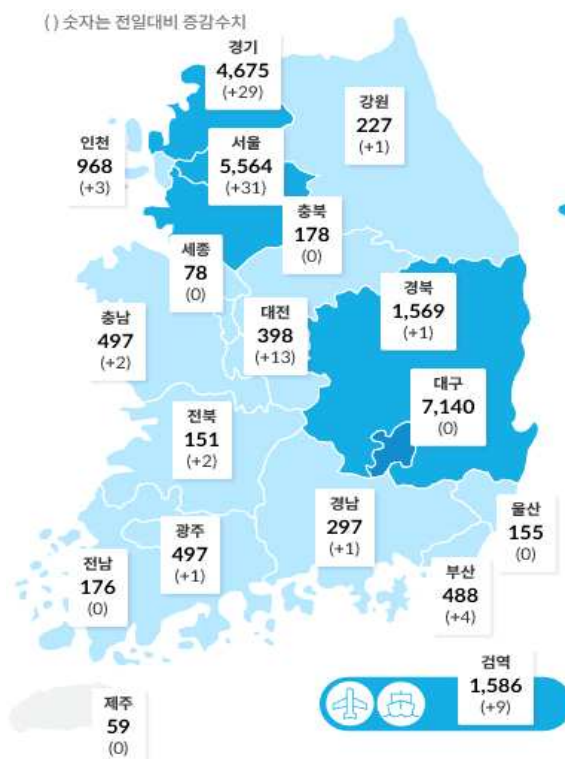 ( ) 숫자는 전일대비 증감수치
경기
4,675
(+29)
강원
227
(+1)
인천
968
(+3)
서울
5,564
(+31)
충북
178
(0)
세종
78
(0)
경북
1,569
(+1)
대전
398
(+13)
충남
497
(+2)
대구
7,140
(0)
전북
151
(+2)
경남
297
(+1)
울산
155
(0)
광주
497
(+1)
전남
176
(0)
부산
488
(+4)
검역
1,586
(+9)
제주
59
(0)